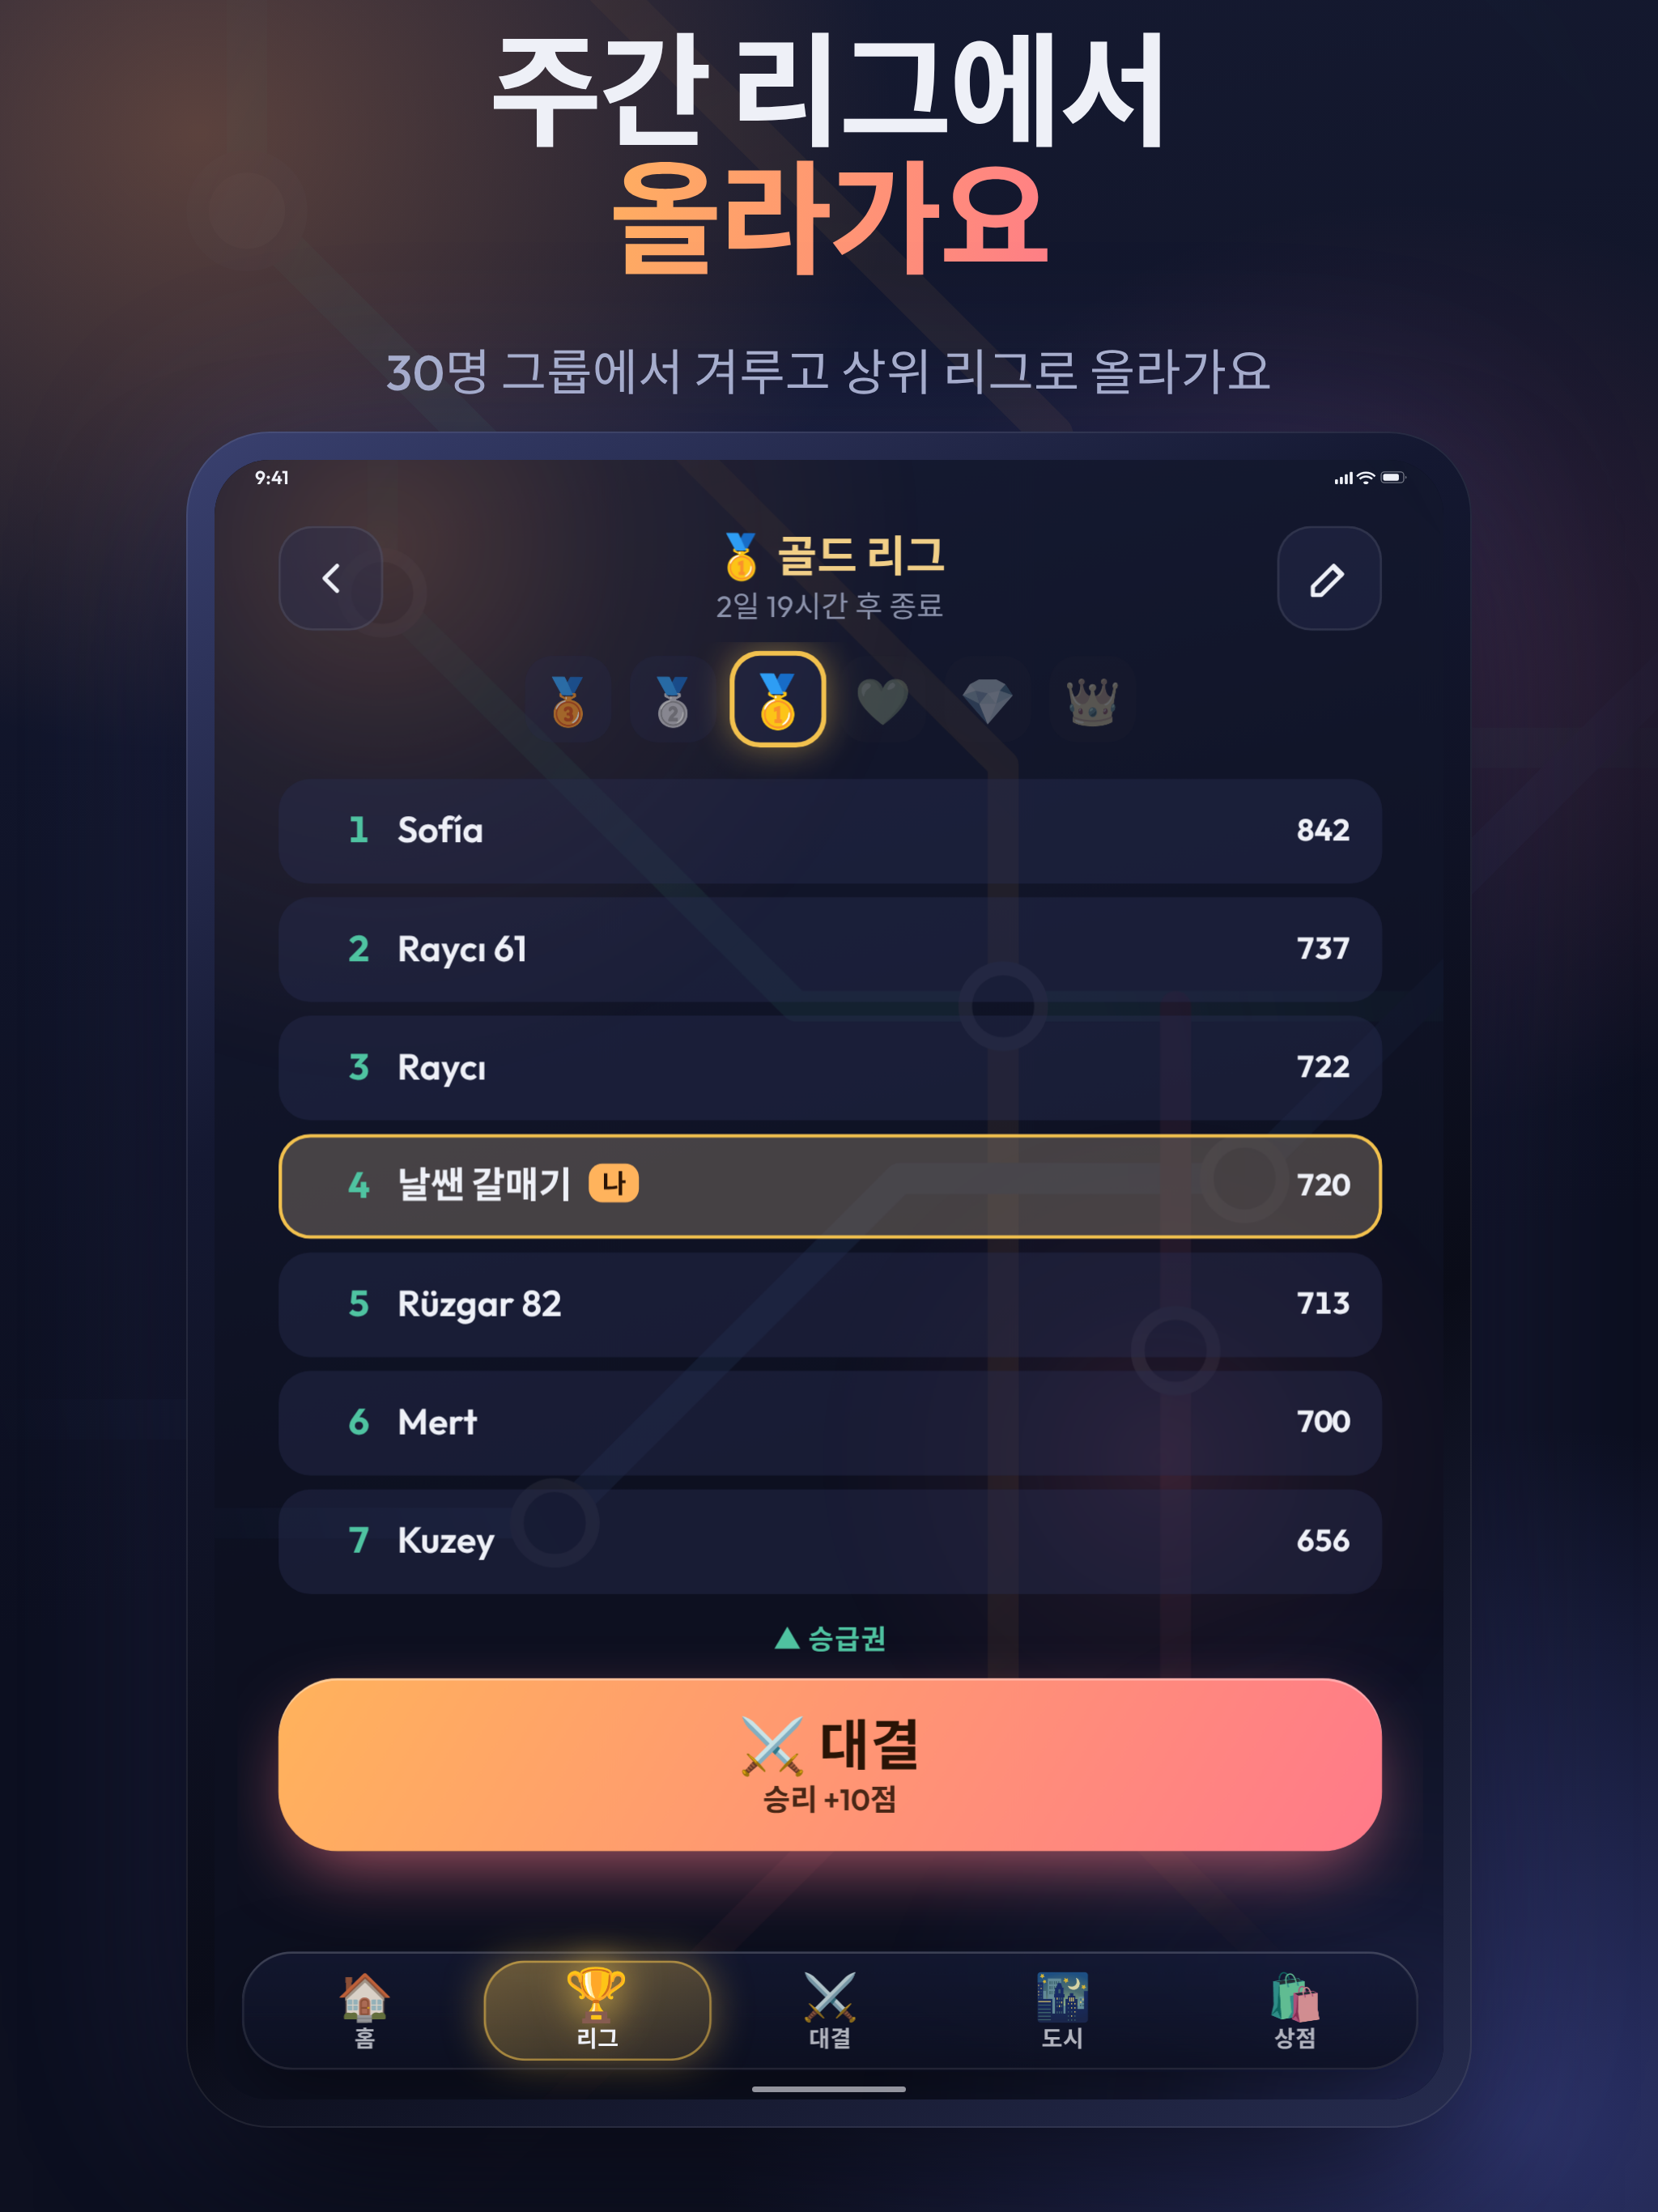 주간 리그에서
올라가요
30명 그룹에서 겨루고 상위 리그로 올라가요
9:41
🥇 골드 리그
2일 19시간 후 종료
1 Sofía 842
2 Raycı 61 737
3 Raycı 722
4 날쌘 갈매기 나 720
5 Rüzgar 82 713
6 Mert 700
7 Kuzey 656
▲ 승급권
⚔️ 대결
승리 +10점
홈 리그 대결 도시 상점